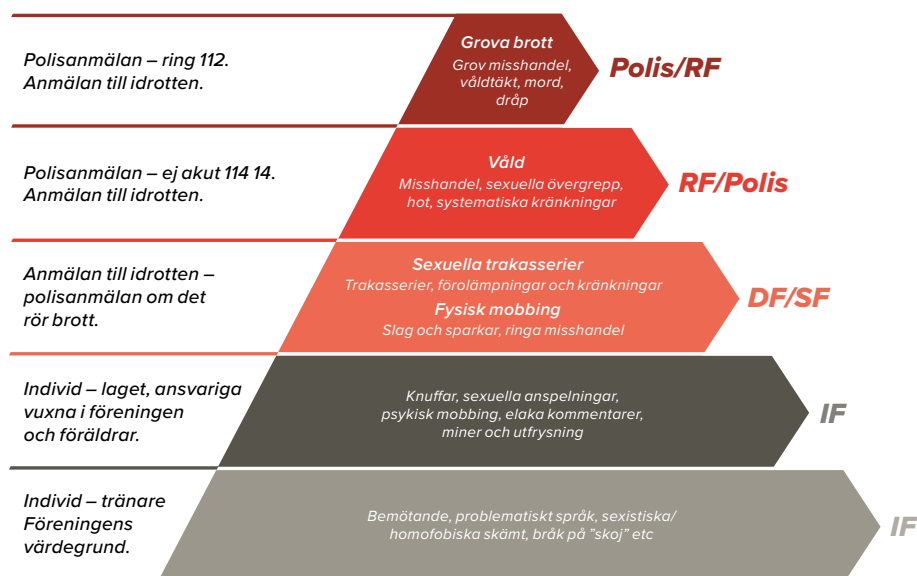 Polisanmälan – ring 112.
Anmälan till idrotten.
Grova brott
Grov misshandel,
våldtäkt, mord,
dråp
Polis/RF
Polisanmälan – ej akut 114 14.
Anmälan till idrotten.
Våld
Misshandel, sexuella övergrepp,
hot, systematiska kränkningar
RF/Polis
Anmälan till idrotten –
polisanmälan om det
rör brott.
Sexuella trakasserier
Trakasserier, förolämpningar och kränkningar
Fysisk mobbing
Slag och sparkar, ringa misshandel
DF/SF
Individ – laget, ansvariga
vuxna i föreningen
och föräldrar.
Knuffar, sexuella anspelningar,
psykisk mobbing, elaka kommentarer,
miner och utfrysning
IF
Individ – tränare
Föreningens
värdegrund.
Bemötande, problematiskt språk, sexistiska/
homofobiska skämt, bråk på ”skoj” etc
IF